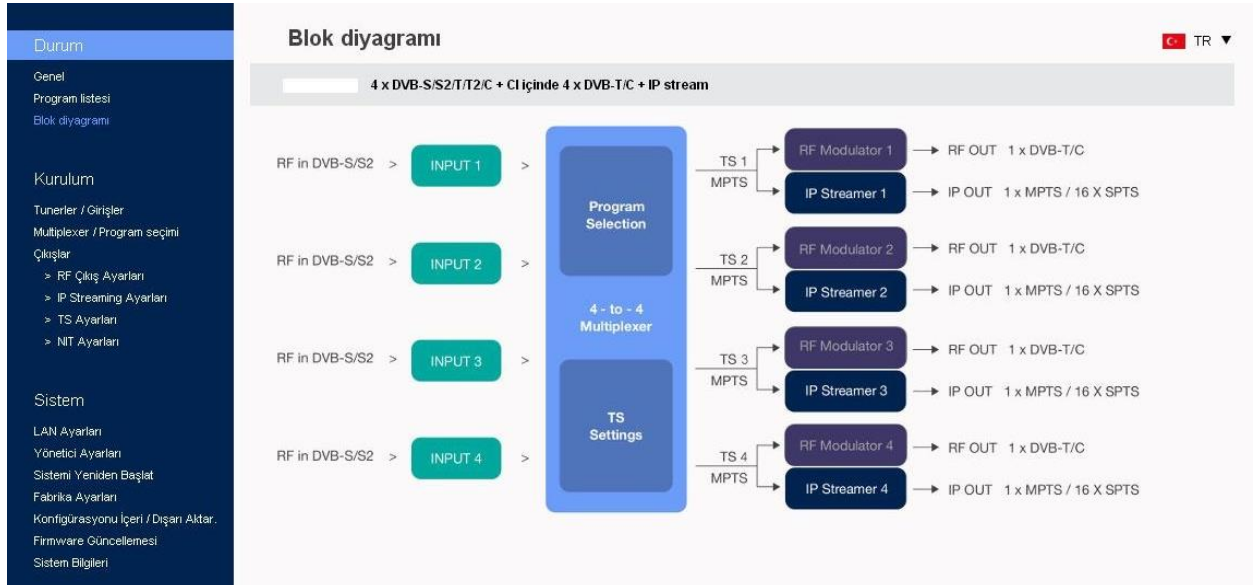 Durum
Genel
Program listesi
Blok diyagramı
Kurulum
Tunerler / Girişler
Multiplexer / Program seçimi
Çıkışlar
> RF Çıkış Ayarları
> IP Streaming Ayarları
> TS Ayarları
> NIT Ayarları
Sistem
LAN Ayarları
Yönetici Ayarları
Sistemi Yeniden Başlat
Fabrika Ayarları
Konfigürasyonu İçeri / Dışarı Aktar.
Firmware Güncellemesi
Sistem Bilgileri
Blok diyagramı
TR ▼
4 x DVB-S/S2/T/T2/C + CI içinde 4 x DVB-T/C + IP stream
RF in DVB-S/S2 > INPUT 1 >
RF in DVB-S/S2 > INPUT 2 >
RF in DVB-S/S2 > INPUT 3 >
RF in DVB-S/S2 > INPUT 4 >
Program
Selection
4 - to - 4
Multiplexer
TS
Settings
TS 1
MPTS
RF Modulator 1 RF OUT 1 x DVB-T/C
IP Streamer 1 IP OUT 1 x MPTS / 16 X SPTS
TS 2
MPTS
RF Modulator 2 RF OUT 1 x DVB-T/C
IP Streamer 2 IP OUT 1 x MPTS / 16 X SPTS
TS 3
MPTS
RF Modulator 3 RF OUT 1 x DVB-T/C
IP Streamer 3 IP OUT 1 x MPTS / 16 X SPTS
TS 4
MPTS
RF Modulator 4 RF OUT 1 x DVB-T/C
IP Streamer 4 IP OUT 1 x MPTS / 16 X SPTS